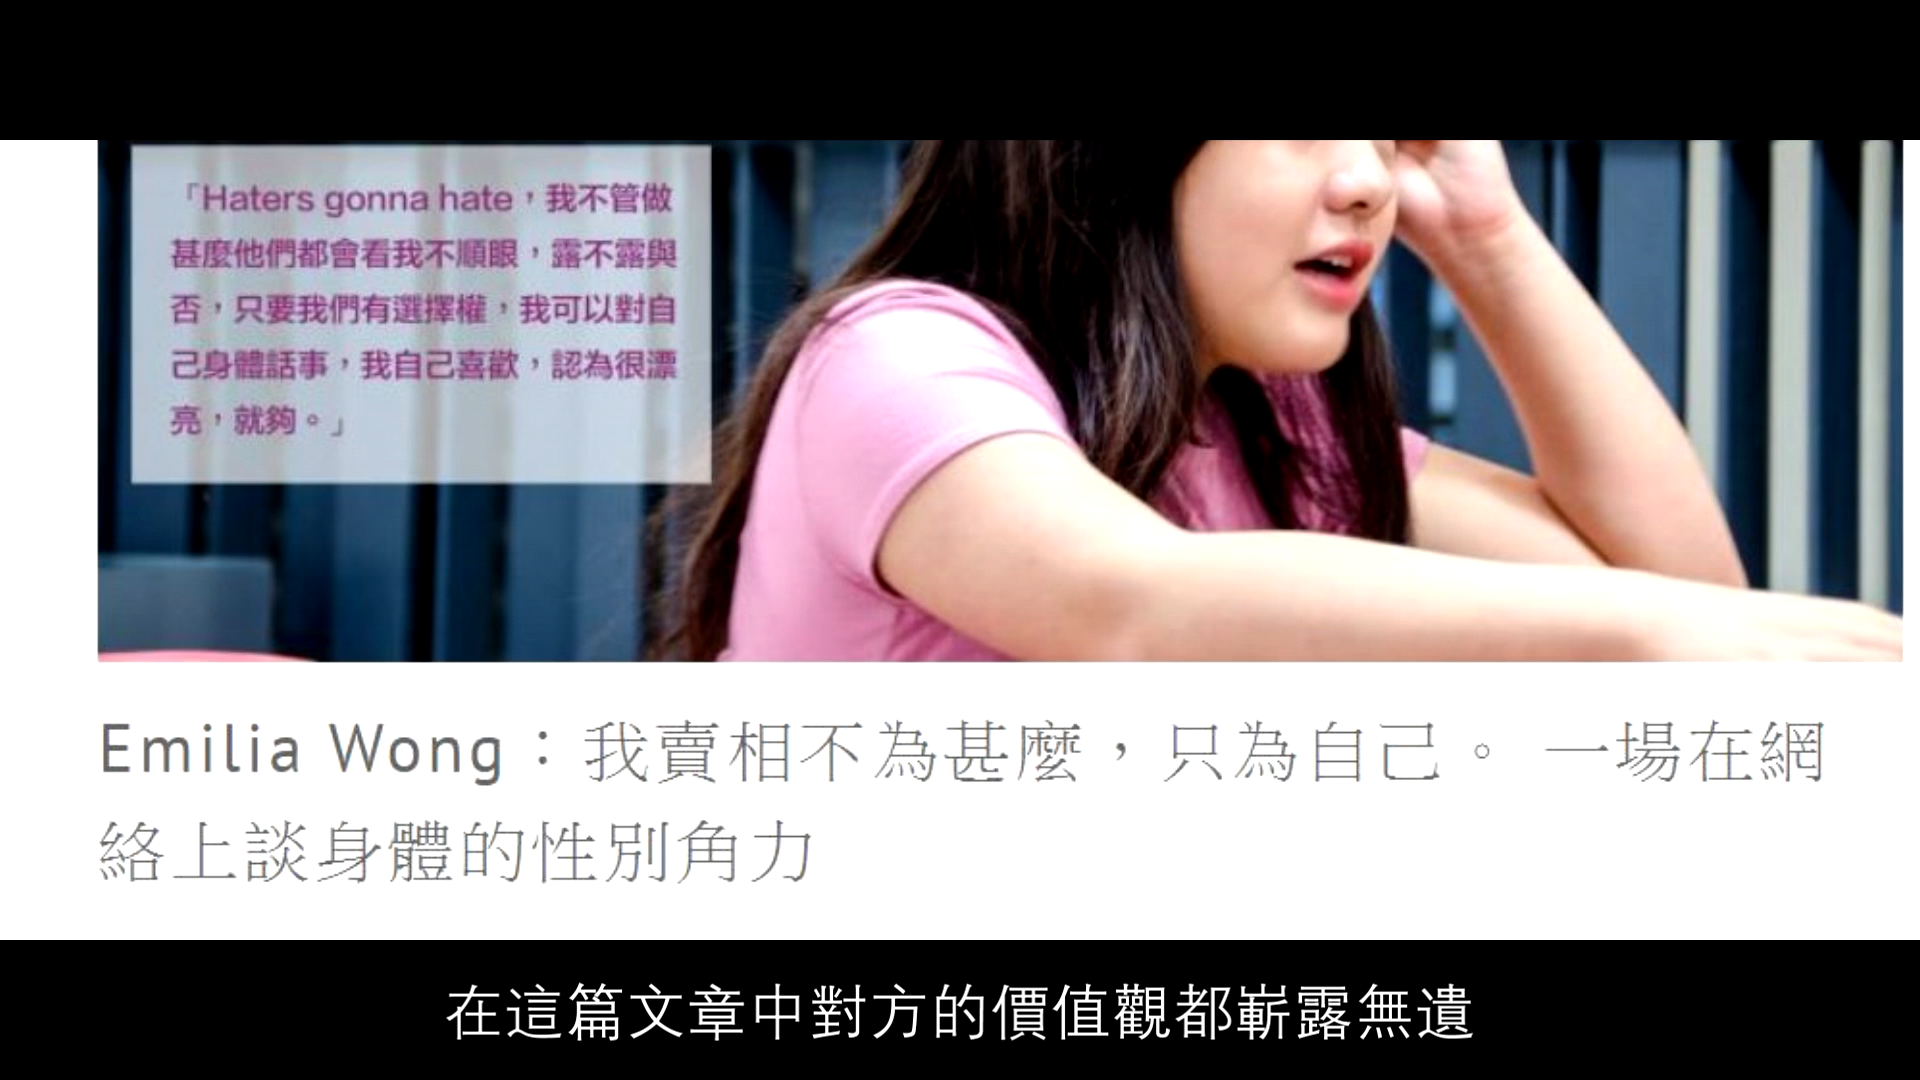 「Haters gonna hate，我不管做
甚麼他們都會看我不順眼，露不露與
否，只要我們有選擇權，我可以對自
己身體話事，我自己喜歡，認為很漂
亮，就夠。」
Emilia Wong：我賣相不為甚麼，只為自己。 一場在網
絡上談身體的性別角力
在這篇文章中對方的價值觀都嶄露無遺